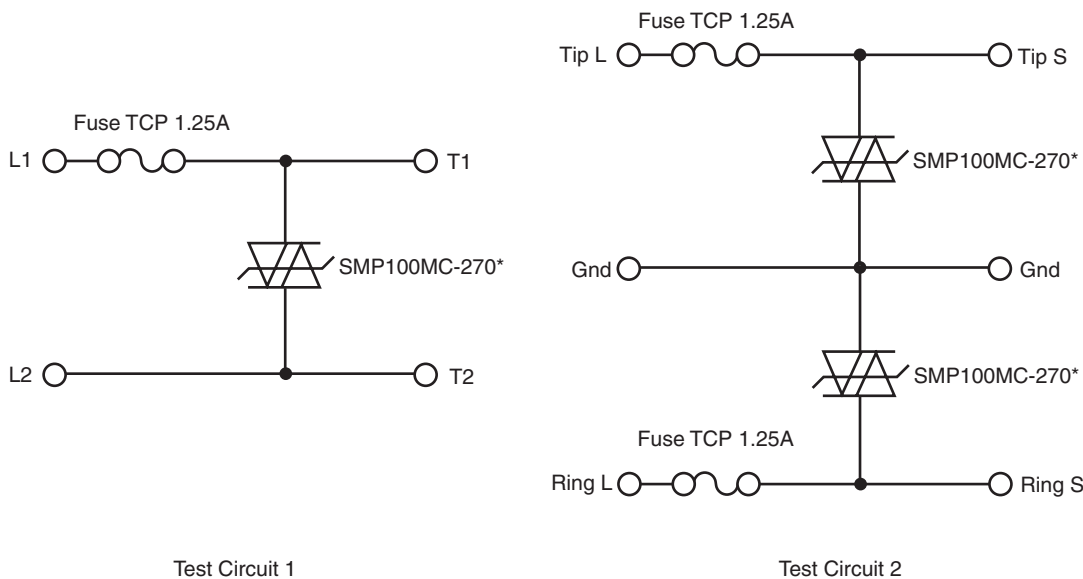 Fuse TCP 1.25A
L1
T1
SMP100MC-270*
L2
T2
Test Circuit 1
Fuse TCP 1.25A
Tip L
Tip S
SMP100MC-270*
Gnd
Gnd
SMP100MC-270*
Fuse TCP 1.25A
Ring L
Ring S
Test Circuit 2